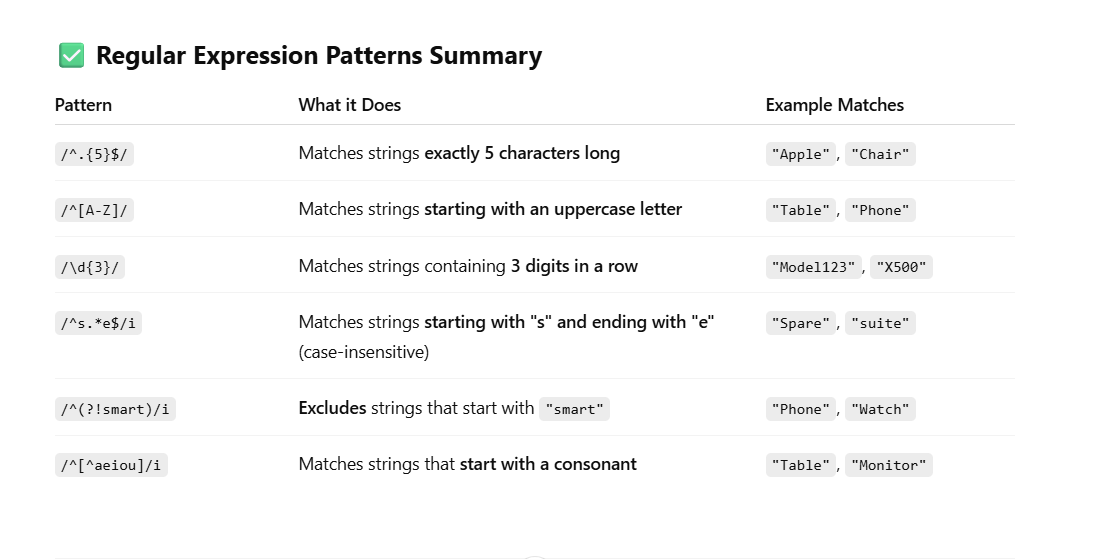 ✅ Regular Expression Patterns Summary
Pattern What it Does Example Matches
/^.{5}$/ Matches strings exactly 5 characters long "Apple", "Chair"
/^[A-Z]/ Matches strings starting with an uppercase letter "Table", "Phone"
/\d{3}/ Matches strings containing 3 digits in a row "Model123", "X500"
/^s.*e$/i Matches strings starting with "s" and ending with "e" "Spare", "suite"
(case-insensitive)
/^(?!smart)/i Excludes strings that start with "smart" "Phone", "Watch"
/^[^aeiou]/i Matches strings that start with a consonant "Table", "Monitor"